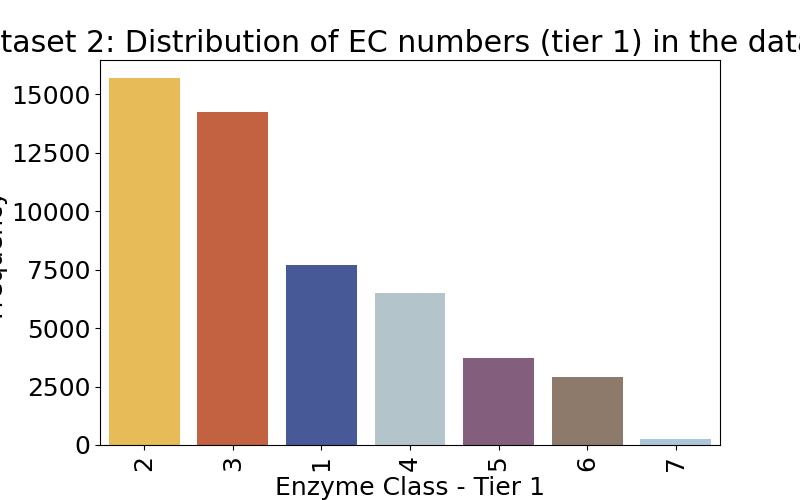 taset 2: Distribution of EC numbers (tier 1) in the data
15000
12500
10000
7500
5000
2500
0
2 3 1 4 5 6 7
Enzyme Class - Tier 1